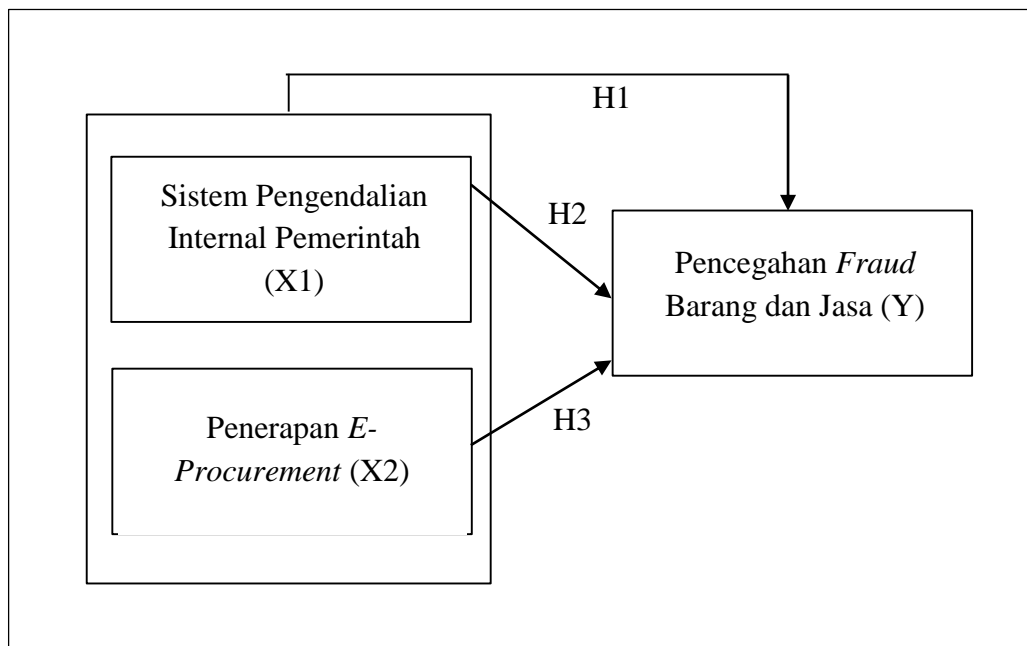 H1
Sistem Pengendalian
Internal Pemerintah
(X1)
H2
Pencegahan Fraud
Barang dan Jasa (Y)
Penerapan E-
Procurement (X2)
H3